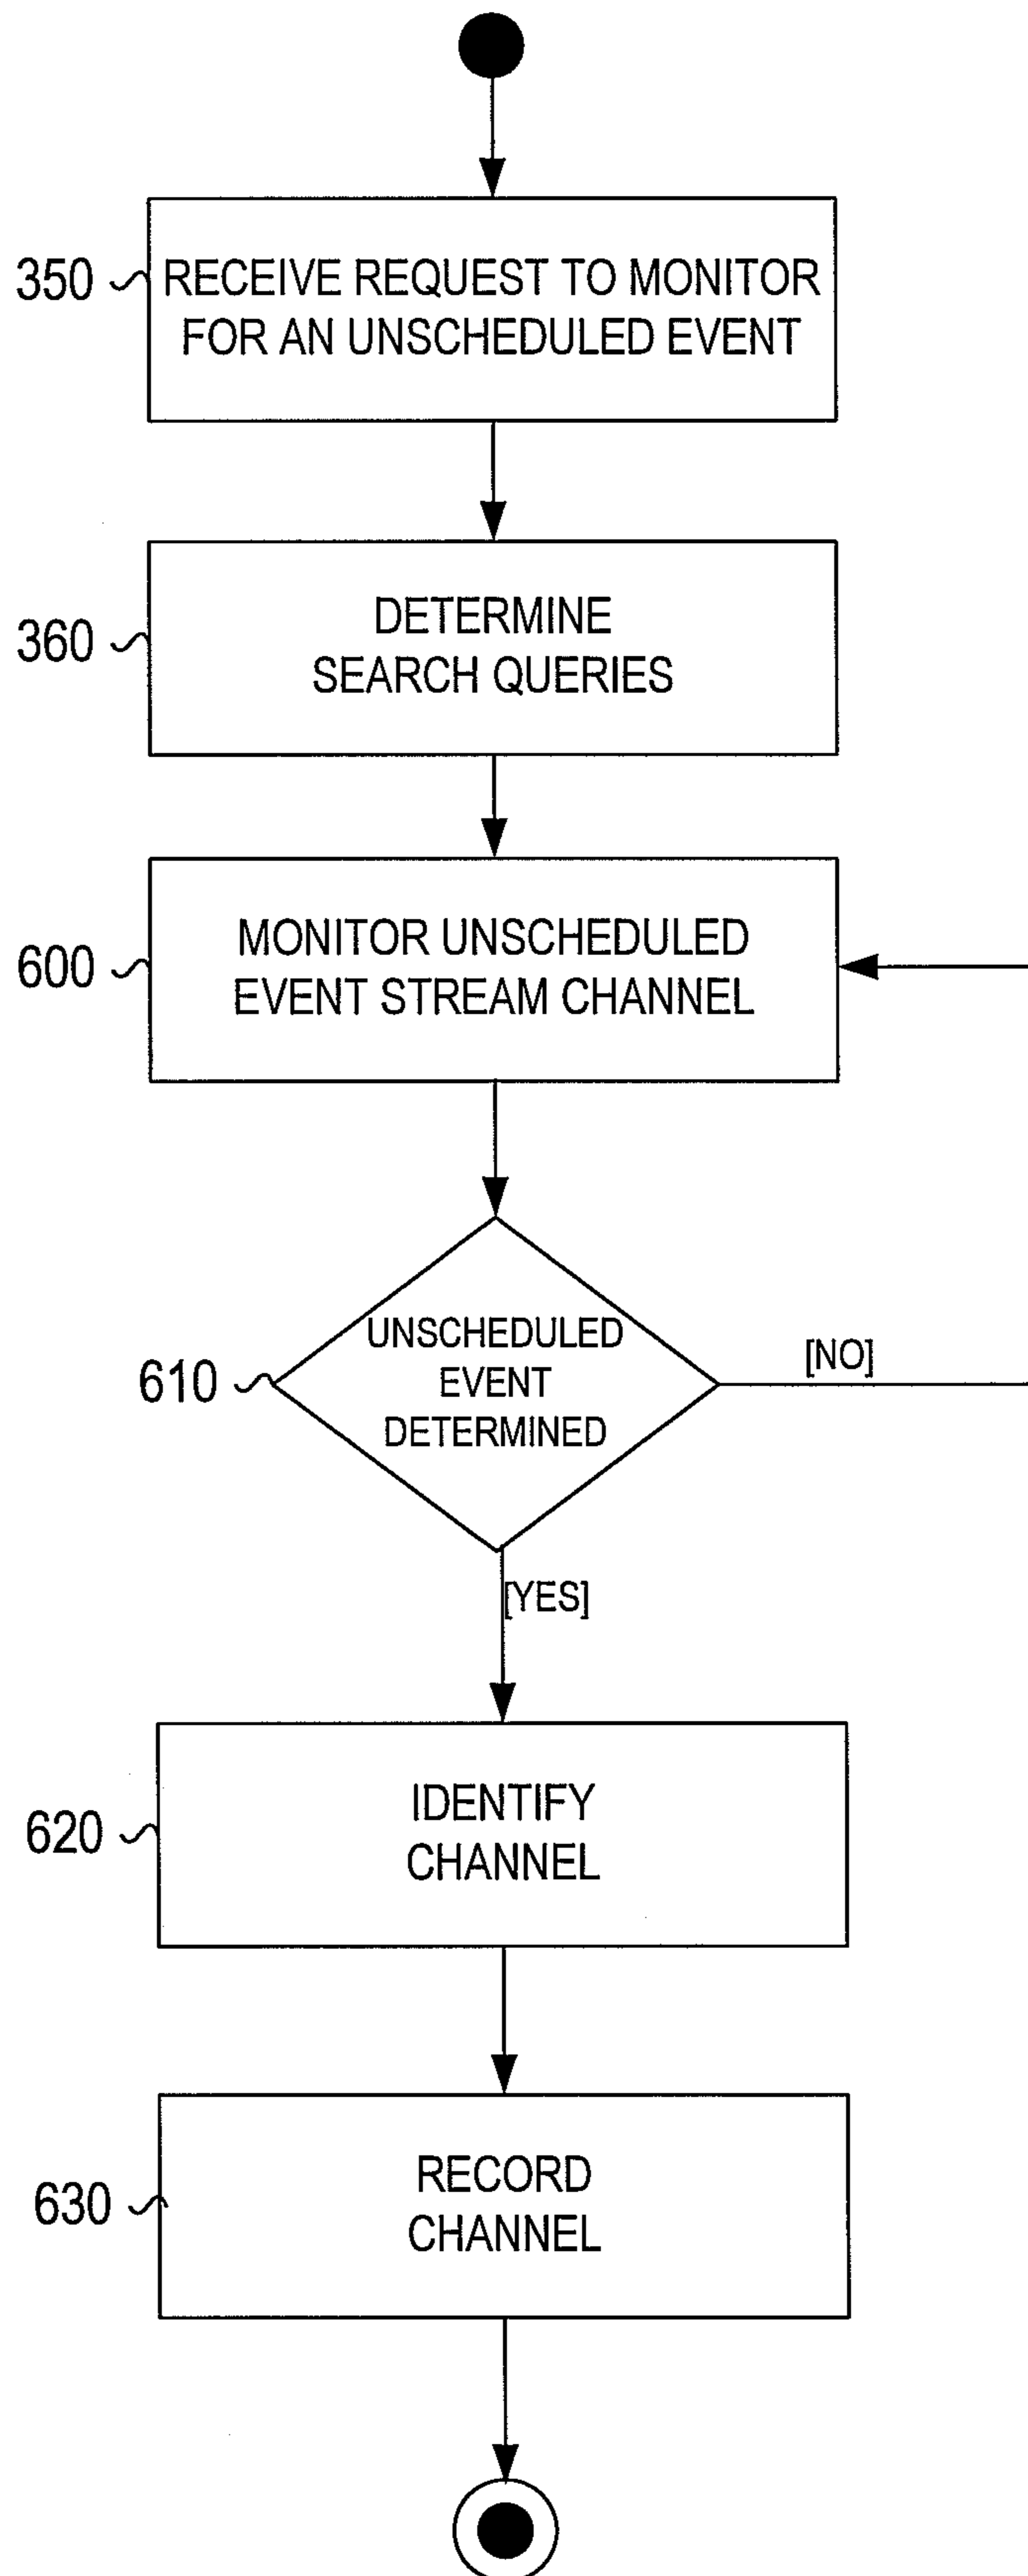 350
RECEIVE REQUEST TO MONITOR
FOR AN UNSCHEDULED EVENT
360
DETERMINE
SEARCH QUERIES
600
MONITOR UNSCHEDULED
EVENT STREAM CHANNEL
610
UNSCHEDULED
EVENT
DETERMINED
[NO]
[YES]
620
IDENTIFY
CHANNEL
630
RECORD
CHANNEL